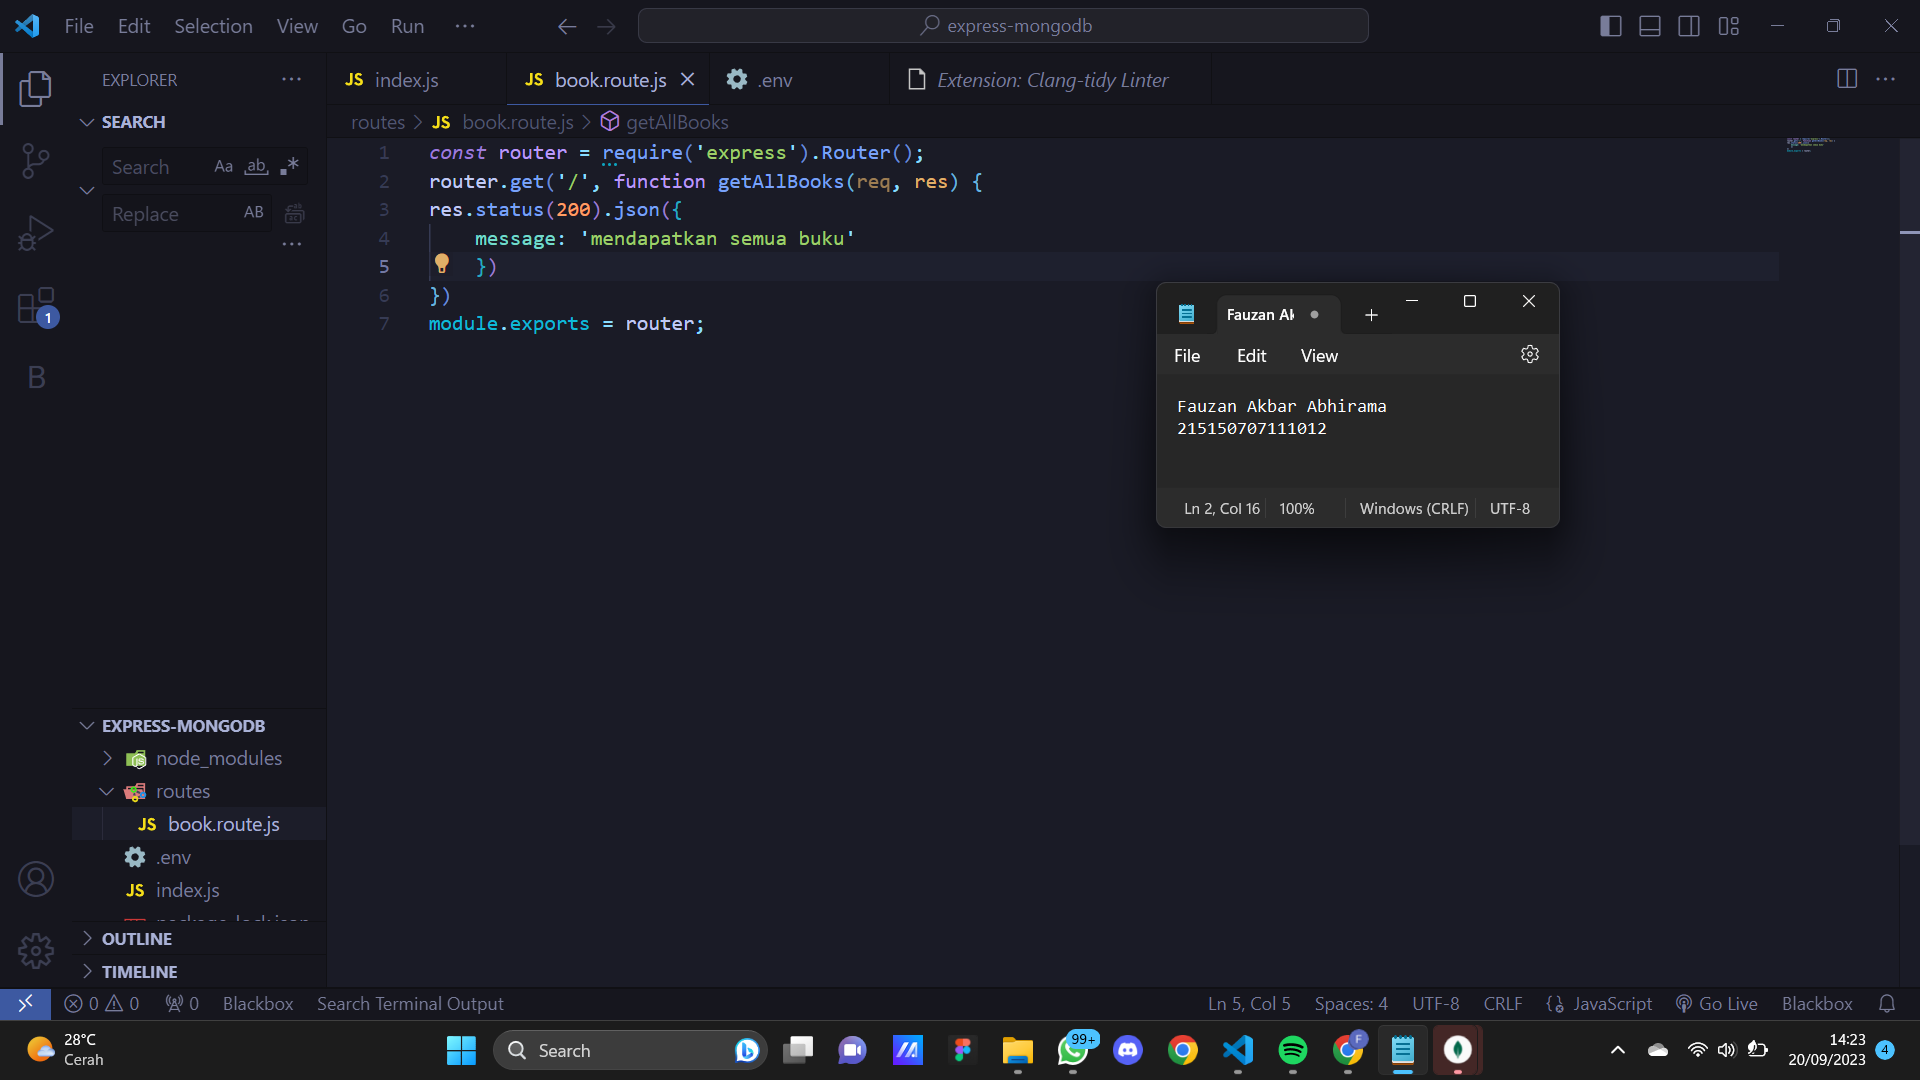 File Edit Selection View Go Run ···
express-mongodb
EXPLORER ···
JS index.js
JS book.route.js
.env
Extension: Clang-tidy Linter
···
SEARCH
routes > JS book.route.js > getAllBooks
Search Aa ab .*
Replace AB
···
1 const router = require('express').Router();
2 router.get('/', function getAllBooks(req, res) {
3 res.status(200).json({
4 message: 'mendapatkan semua buku'
5 })
6 })
7 module.exports = router;
1
B
Fauzan Ak
File Edit View
Fauzan Akbar Abhirama
215150707111012
Ln 2, Col 16 100% Windows (CRLF) UTF-8
EXPRESS-MONGODB
node_modules
routes
JS book.route.js
.env
JS index.js
package-lock.json
OUTLINE
TIMELINE
0 0 0 Blackbox Search Terminal Output
Ln 5, Col 5 Spaces: 4 UTF-8 CRLF JavaScript Go Live Blackbox
28°C
Cerah
Search
99+
F
14:23
20/09/2023
4